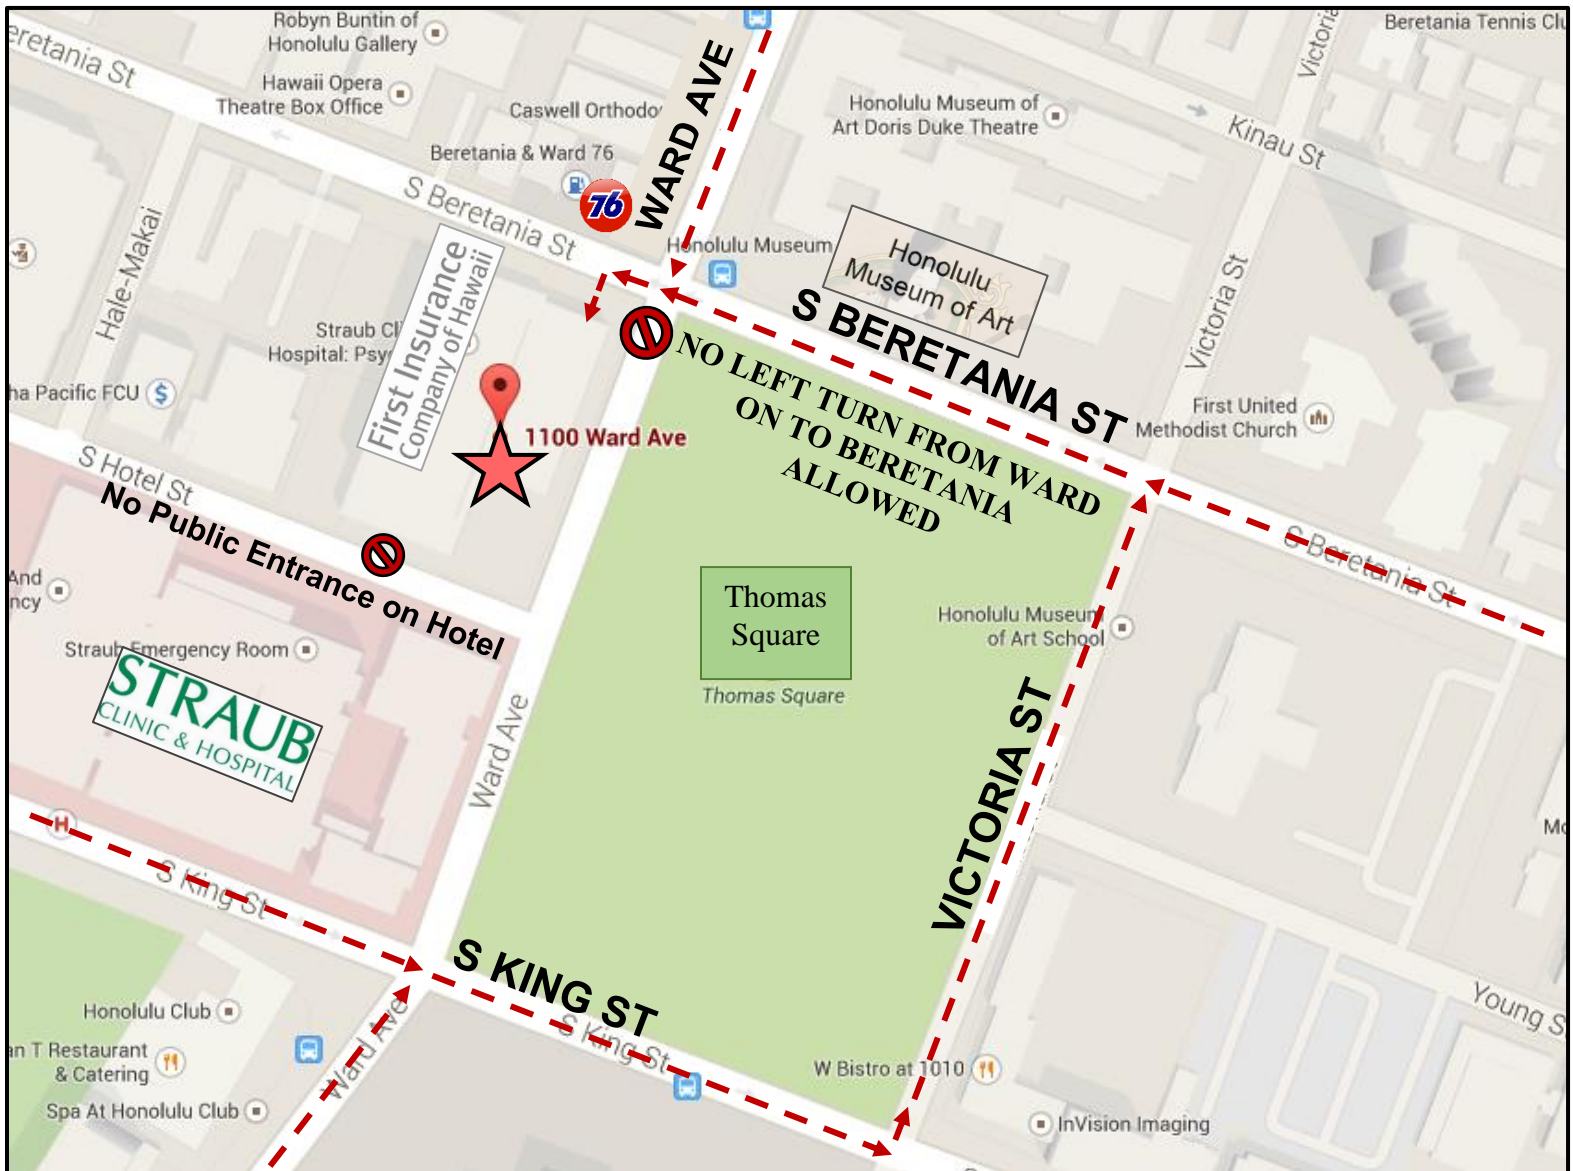 Robyn Buntin of
Honolulu Gallery
Victoria
Beretania Tennis Clu
eretania St
WARD AVE
Hawaii Opera
Theatre Box Office
Caswell Orthodo
Honolulu Museum of
Art Doris Duke Theatre
Kinau St
Beretania & Ward 76
76
S Beretania St
Hale-Makai
Honolulu Museum
Honolulu
Museum of Art
Victoria St
First Insurance
Company of Hawaii
S BERETANIA ST
Straub Cl
Hospital: Psy
NO LEFT TURN FROM WARD
ON TO BERETANIA
ALLOWED
ha Pacific FCU
$
First United
Methodist Church
1100 Ward Ave
S Hotel St
No Public Entrance on Hotel
S Beretania St
And
ncy
Thomas
Square
Honolulu Museum
of Art School
Straub Emergency Room
STRAUB
CLINIC & HOSPITAL
Thomas Square
Ward Ave
VICTORIA ST
H
Mo
S King St
S KING ST
Young S
Honolulu Club
Ward Ave
S King St
an T Restaurant
& Catering
W Bistro at 1010
Spa At Honolulu Club
InVision Imaging